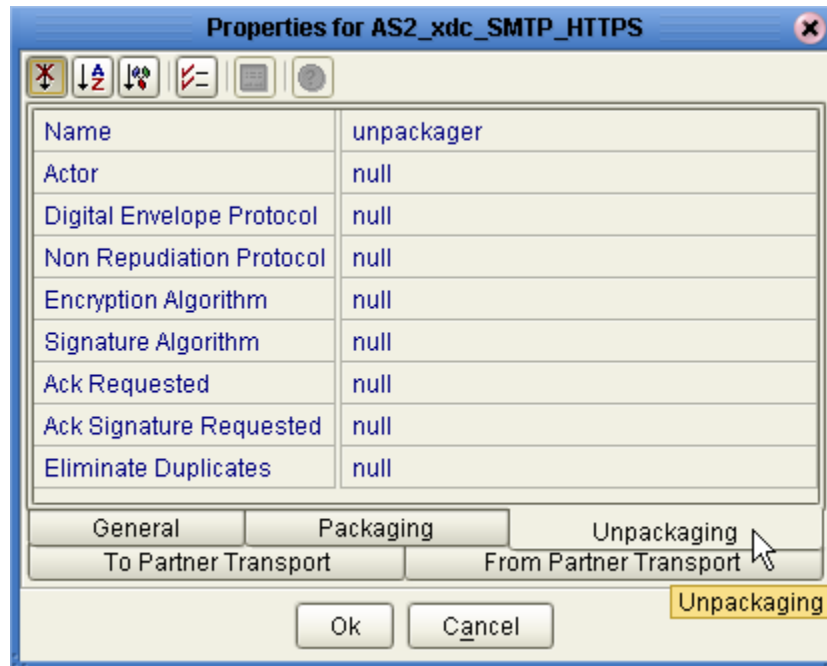 Properties for AS2_xdc_SMTP_HTTPS
Name unpackager
Actor null
Digital Envelope Protocol null
Non Repudiation Protocol null
Encryption Algorithm null
Signature Algorithm null
Ack Requested null
Ack Signature Requested null
Eliminate Duplicates null
General Packaging Unpackaging
To Partner Transport From Partner Transport
Unpackaging
Ok Cancel